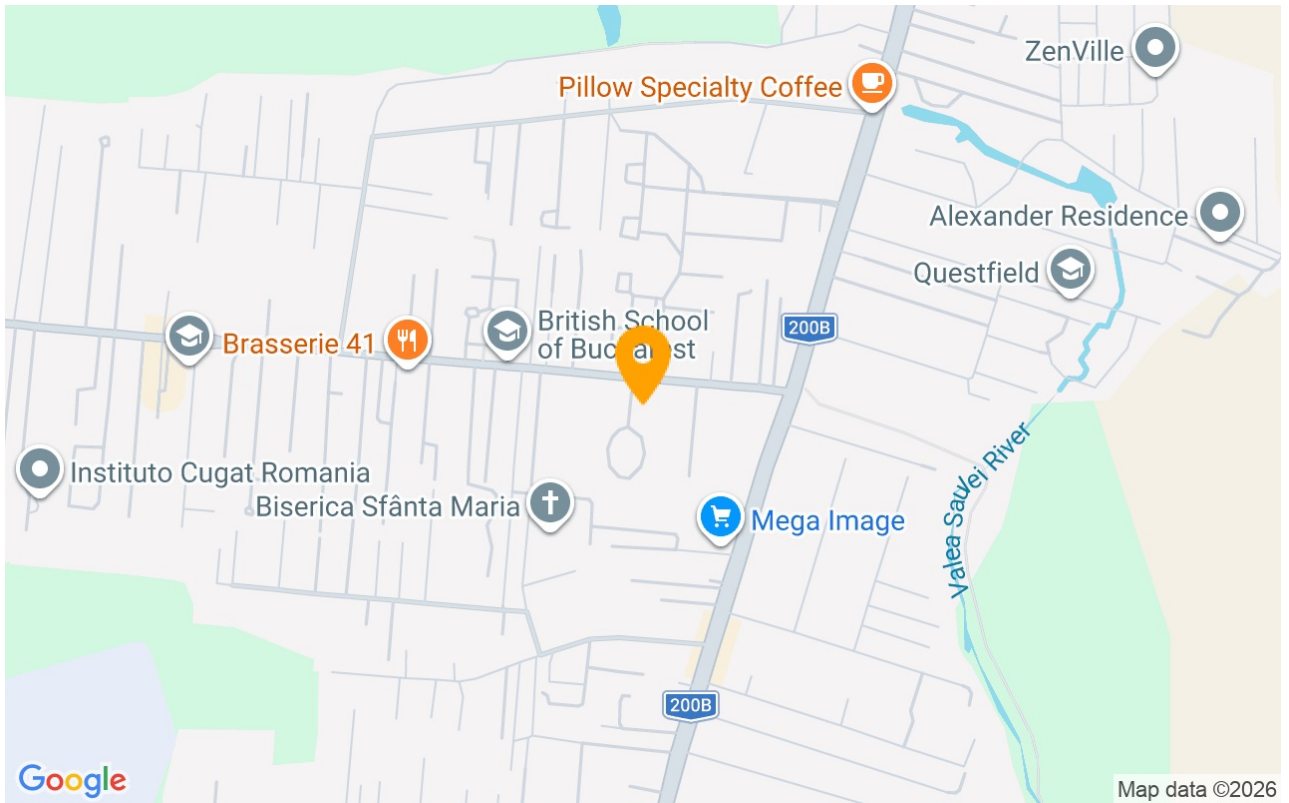 ZenVille
Pillow Specialty Coffee
Alexander Residence
Questfield
British School
of Bucharest
200B
Brasserie 41
Instituto Cugat Romania
Biserica Sfânta Maria
Mega Image
Valea Saulei River
200B
Google
Map data ©2026